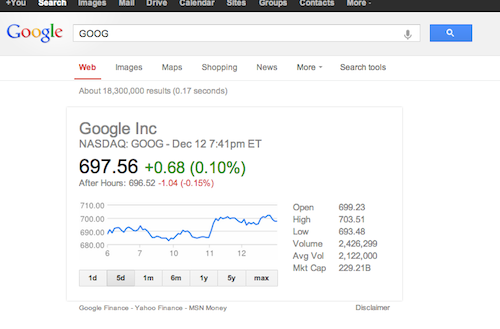 +You Search Images Mail Drive Calendar Sites Groups Contacts More -
Google GOOG
Web Images Maps Shopping News More Search tools
About 18,300,000 results (0.17 seconds)
Google Inc
NASDAQ: GOOG - Dec 12 7:41pm ET
697.56 +0.68 (0.10%)
After Hours: 696.52 -1.04 (-0.15%)
710.00
700.00
690.00
680.00
6 7 10 11 12
Open 699.23
High 703.51
Low 693.48
Volume 2,426,299
Avg Vol 2,122,000
Mkt Cap 229.21B
1d 5d 1m 6m 1y 5y max
Google Finance - Yahoo Finance - MSN Money Disclaimer